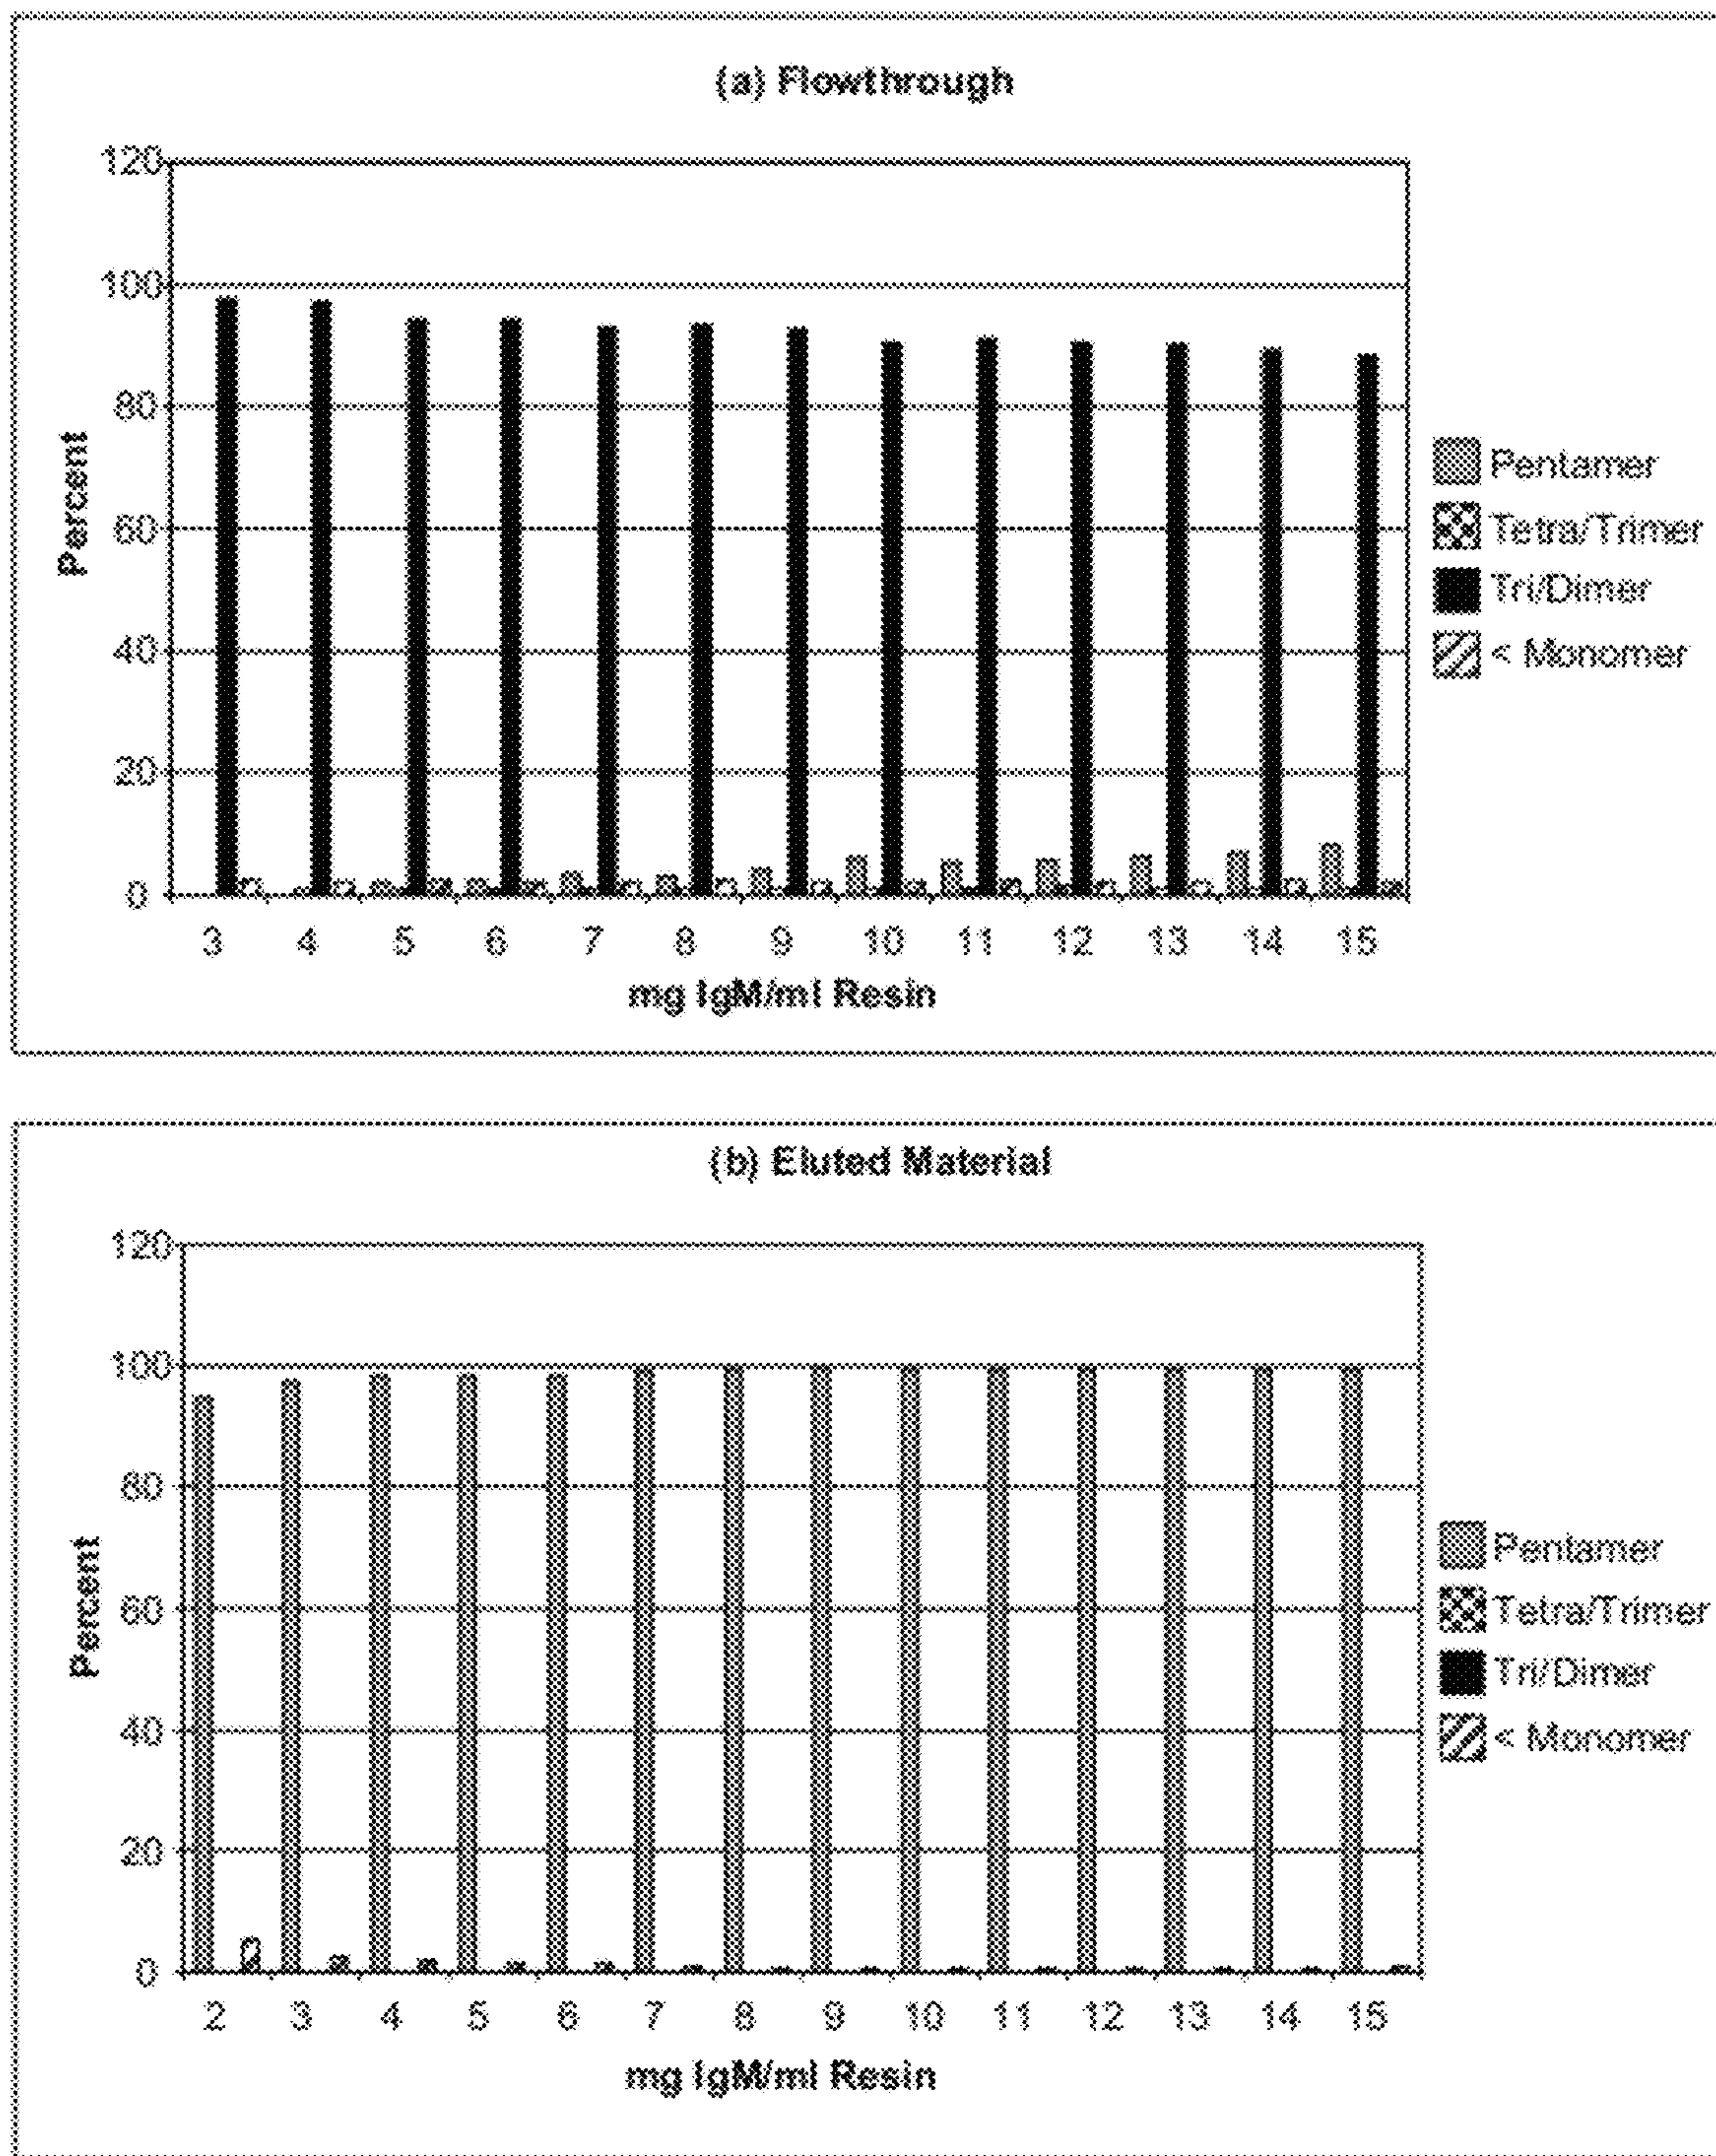 (a) Flowthrough
120
100
80
60
40
20
0
Percent
3 4 5 6 7 8 9 10 11 12 13 14 15
mg IgM/ml Resin
Pentamer
Tetra/Trimer
Tri/Dimer
< Monomer
(b) Eluted Material
120
100
80
60
40
20
0
Percent
2 3 4 5 6 7 8 9 10 11 12 13 14 15
mg IgM/ml Resin
Pentamer
Tetra/Trimer
Tri/Dimer
< Monomer